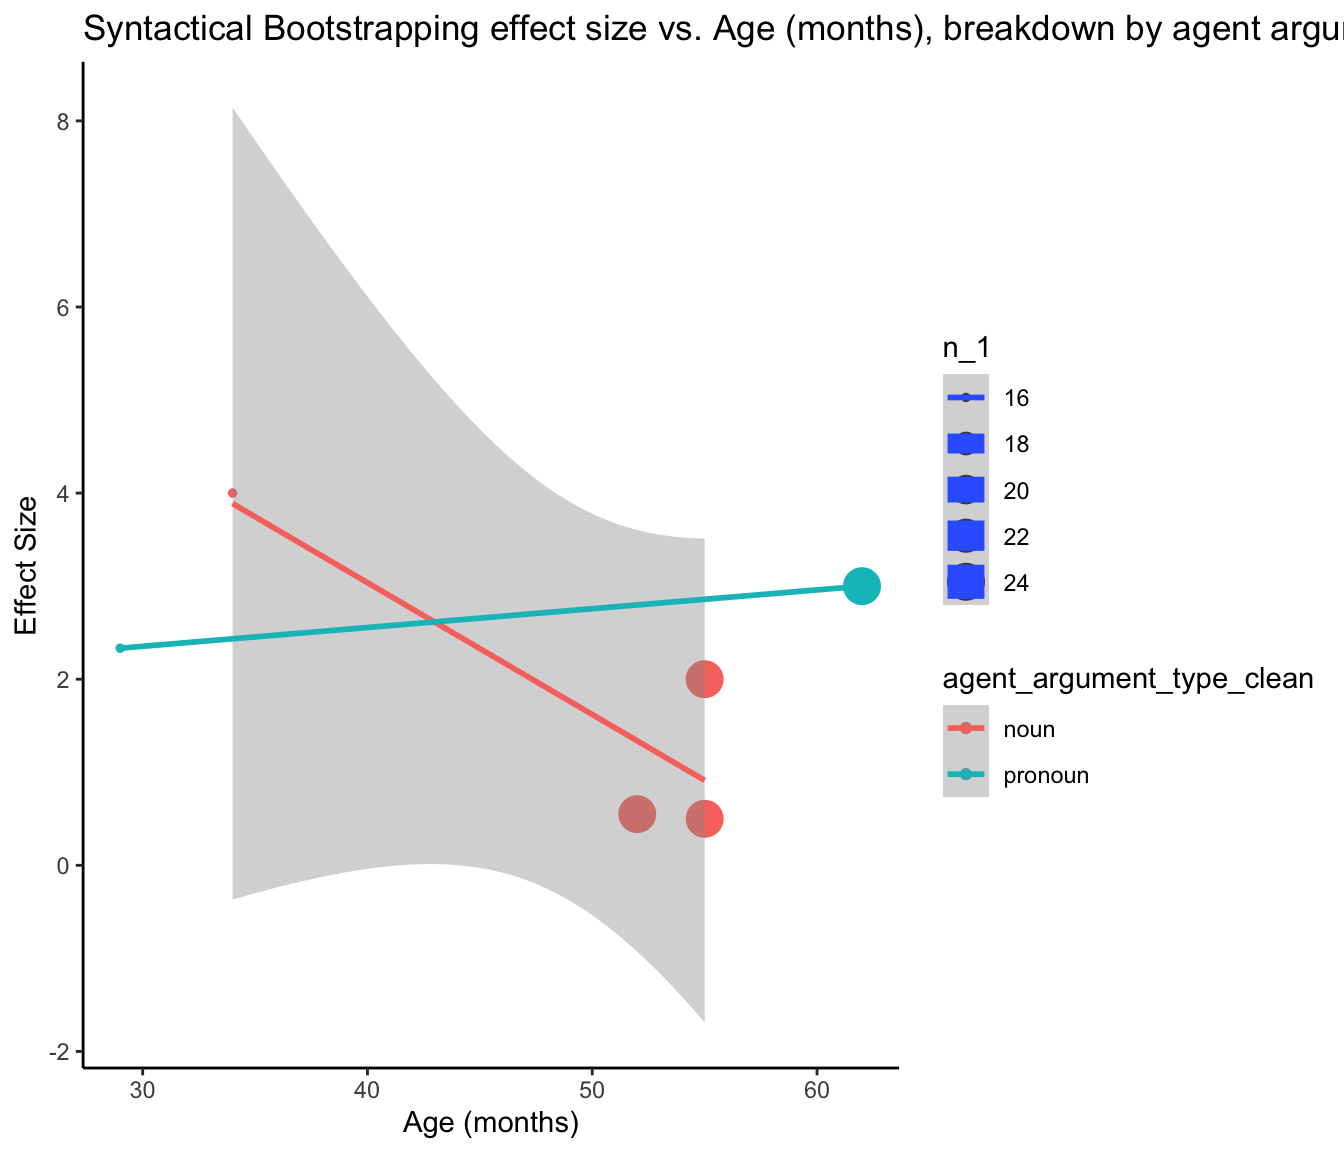 Syntactical Bootstrapping effect size vs. Age (months), breakdown by agent
8
6
4
2
0
-2
Effect Size
30 40 50 60
Age (months)
n_1
16
18
20
22
24
agent_argument_type_clean
noun
pronoun